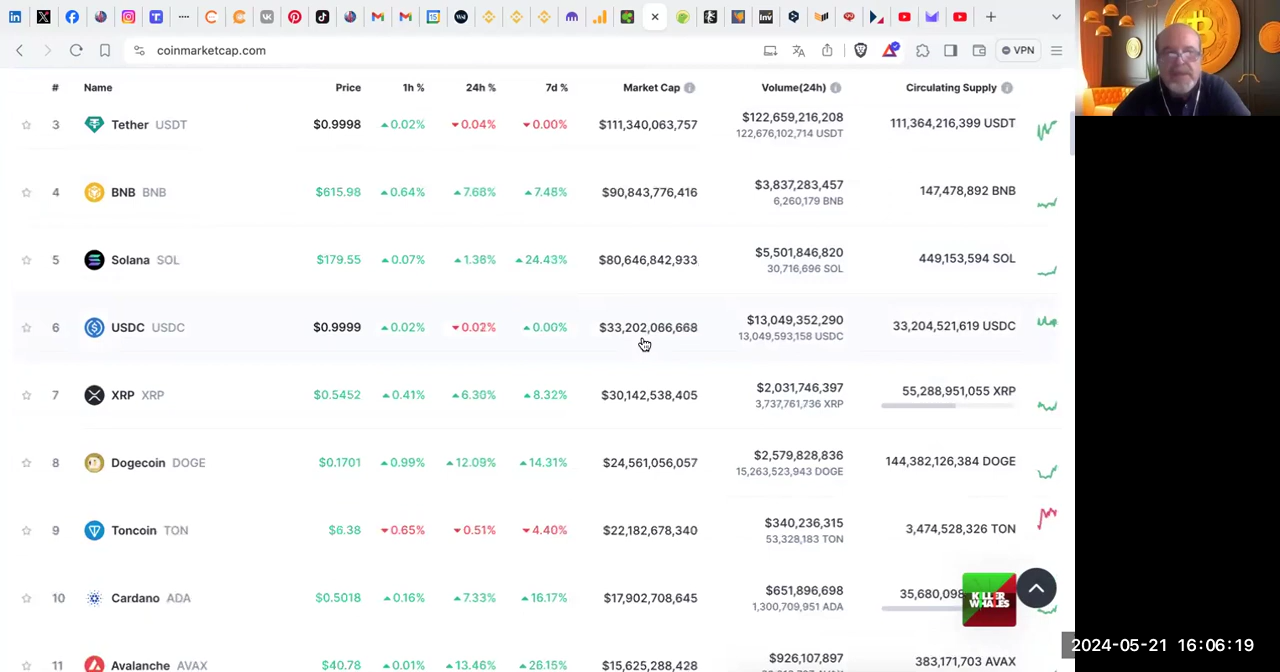 coinmarketcap.com
VPN
# Name Price 1h % 24h % 7d % Market Cap Volume(24h) Circulating Supply
3 Tether USDT $0.9998 0.02% 0.04% 0.00% $111,340,063,757 $122,659,216,208 111,364,216,399 USDT
122,676,102,714 USDT
4 BNB BNB $615.98 0.64% 7.68% 7.48% $90,843,776,416 $3,837,283,457 147,478,892 BNB
6,260,179 BNB
5 Solana SOL $179.55 0.07% 1.38% 24.43% $80,646,842,933 $5,501,846,820 449,153,594 SOL
30,716,696 SOL
6 USDC USDC $0.9999 0.02% 0.02% 0.00% $33,202,066,668 $13,049,352,290 33,204,521,619 USDC
13,049,593,158 USDC
7 XRP XRP $0.5452 0.41% 6.30% 8.32% $30,142,538,405 $2,031,746,397 55,288,951,055 XRP
3,737,761,736 XRP
8 Dogecoin DOGE $0.1701 0.99% 12.09% 14.31% $24,561,056,057 $2,579,828,836 144,382,126,384 DOGE
15,263,523,943 DOGE
9 Toncoin TON $6.38 0.65% 0.51% 4.40% $22,182,678,340 $340,236,315 3,474,528,326 TON
53,328,183 TON
10 Cardano ADA $0.5018 0.16% 7.33% 16.17% $17,902,708,645 $651,896,698 35,680,098
1,300,709,951 ADA
KILLER
WHALES
11 Avalanche AVAX $40.78 0.01% 13.46% 26.15% $15,625,288,428 $926,107,897 383,171,703 AVAX
2024-05-21 16:06:19